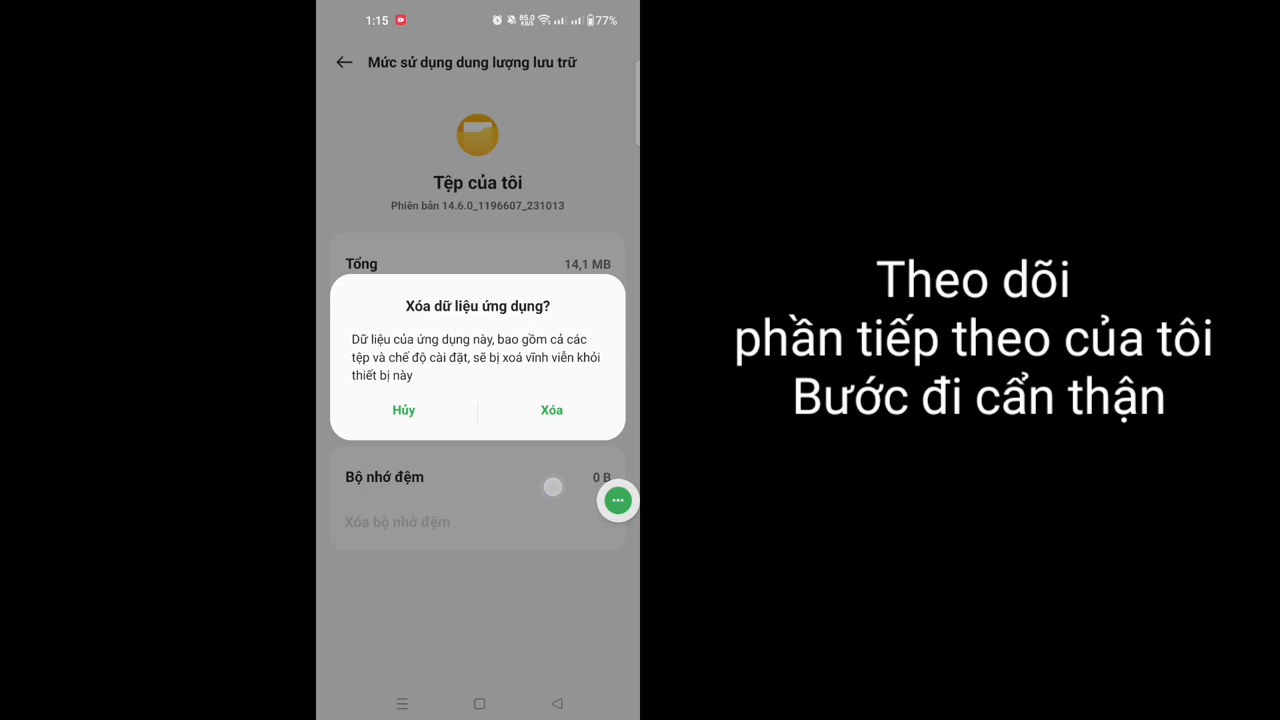 1:15
85.0
KB/S
77%
Mức sử dụng dung lượng lưu trữ
Tệp của tôi
Phiên bản 14.6.0_1196607_231013
Tổng
14,1 MB
Xóa dữ liệu ứng dụng?
Dữ liệu của ứng dụng này, bao gồm cả các
tệp và chế độ cài đặt, sẽ bị xoá vĩnh viễn khỏi
thiết bị này
Hủy
Xóa
Bộ nhớ đệm
0 B
Xóa bộ nhớ đệm
Theo dõi
phần tiếp theo của tôi
Bước đi cẩn thận